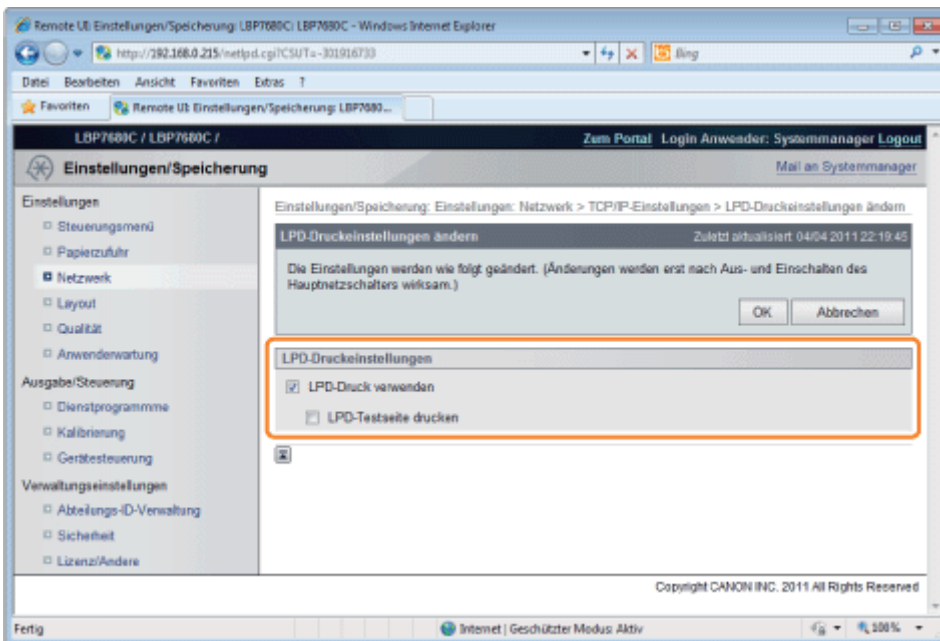 Remote UI: Einstellungen/Speicherung: LBP7680C: LBP7680C - Windows Internet Explorer
http://192.168.0.215/netlpd.cgi?CSUT=-301916733
Bing
Datei Bearbeiten Ansicht Favoriten Extras ?
Favoriten Remote UI: Einstellungen/Speicherung: LBP7680...
LBP7680C / LBP7680C / Zum Portal Login Anwender: Systemmanager Logout
Einstellungen/Speicherung Mail an Systemmanager
Einstellungen
Steuerungsmenü
Papierzufuhr
Netzwerk
Layout
Qualität
Anwenderwartung
Ausgabe/Steuerung
Dienstprogrammme
Kalibrierung
Gerätesteuerung
Verwaltungseinstellungen
Abteilungs-ID-Verwaltung
Sicherheit
Lizenz/Andere
Einstellungen/Speicherung: Einstellungen: Netzwerk > TCP/IP-Einstellungen > LPD-Druckeinstellungen ändern
LPD-Druckeinstellungen ändern Zuletzt aktualisiert 04/04 2011 22:19:45
Die Einstellungen werden wie folgt geändert. (Änderungen werden erst nach Aus- und Einschalten des
Hauptnetzschalters wirksam.)
OK Abbrechen
LPD-Druckeinstellungen
LPD-Druck verwenden
LPD-Testseite drucken
Copyright CANON INC. 2011 All Rights Reserved
Fertig Internet | Geschützter Modus: Aktiv 100%